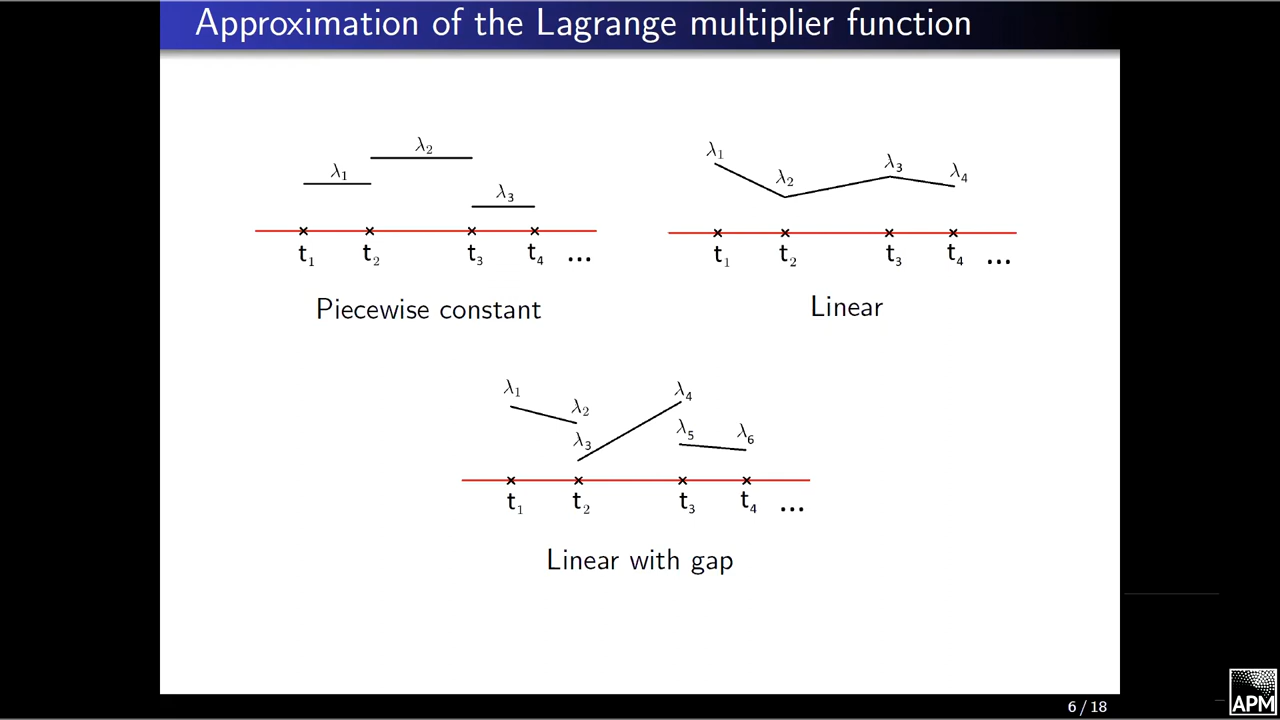 Approximation of the Lagrange multiplier function
λ₁ λ₂ λ₃
t₁ t₂ t₃ t₄ ...
Piecewise constant
λ₁ λ₂ λ₃ λ₄
t₁ t₂ t₃ t₄ ...
Linear
λ₁ λ₂ λ₃ λ₄ λ₅ λ₆
t₁ t₂ t₃ t₄ ...
Linear with gap
6 / 18
APM